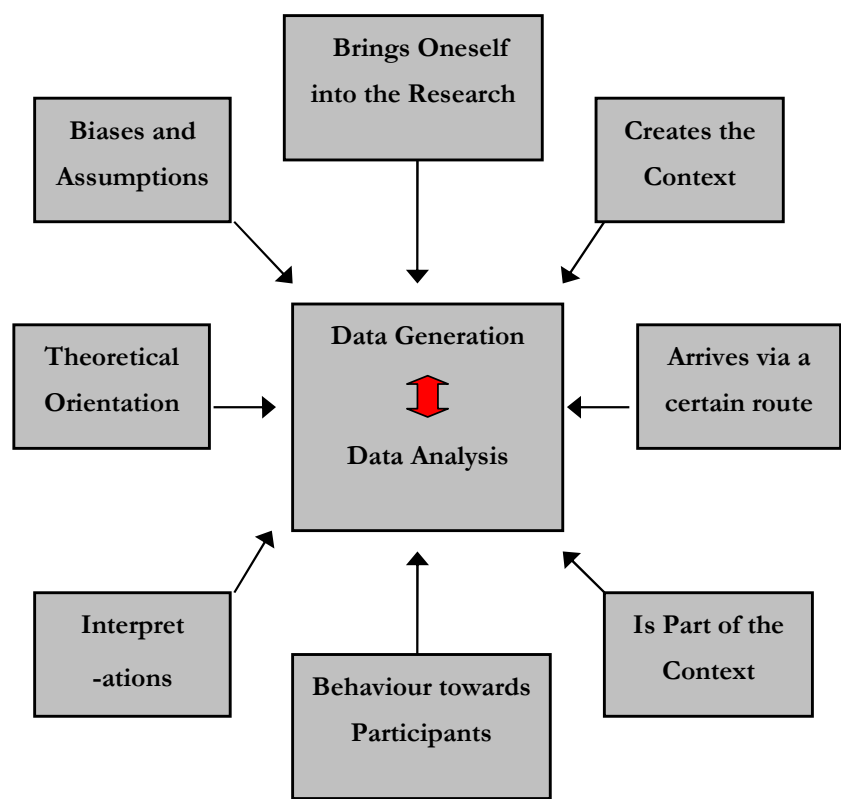 Brings Oneself
into the Research
Biases and
Assumptions
Creates the
Context
Theoretical
Orientation
Data Generation
Data Analysis
Arrives via a
certain route
Interpret
-ations
Behaviour towards
Participants
Is Part of the
Context